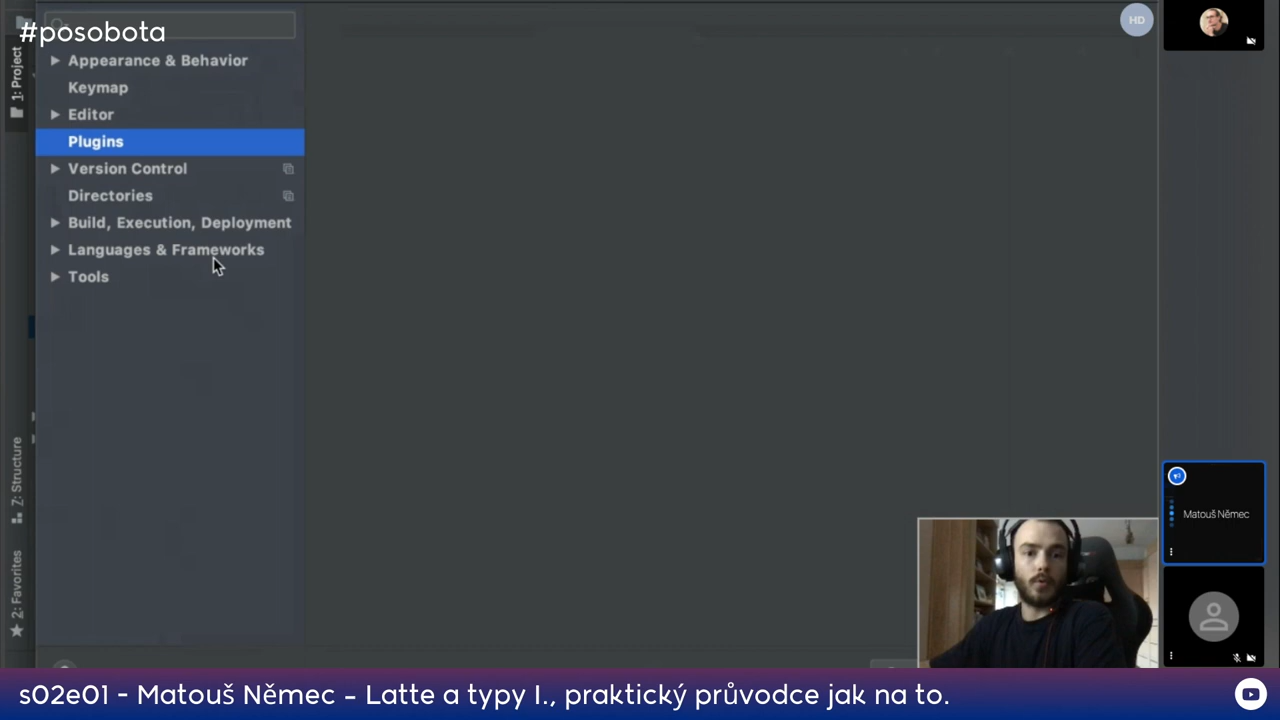 #posobota
HD
1: Project
Appearance & Behavior
Keymap
Editor
Plugins
Version Control
Directories
Build, Execution, Deployment
Languages & Frameworks
Tools
Z: Structure
2: Favorites
Matouš Němec
s02e01 - Matouš Němec - Latte a typy I., praktický průvodce jak na to.